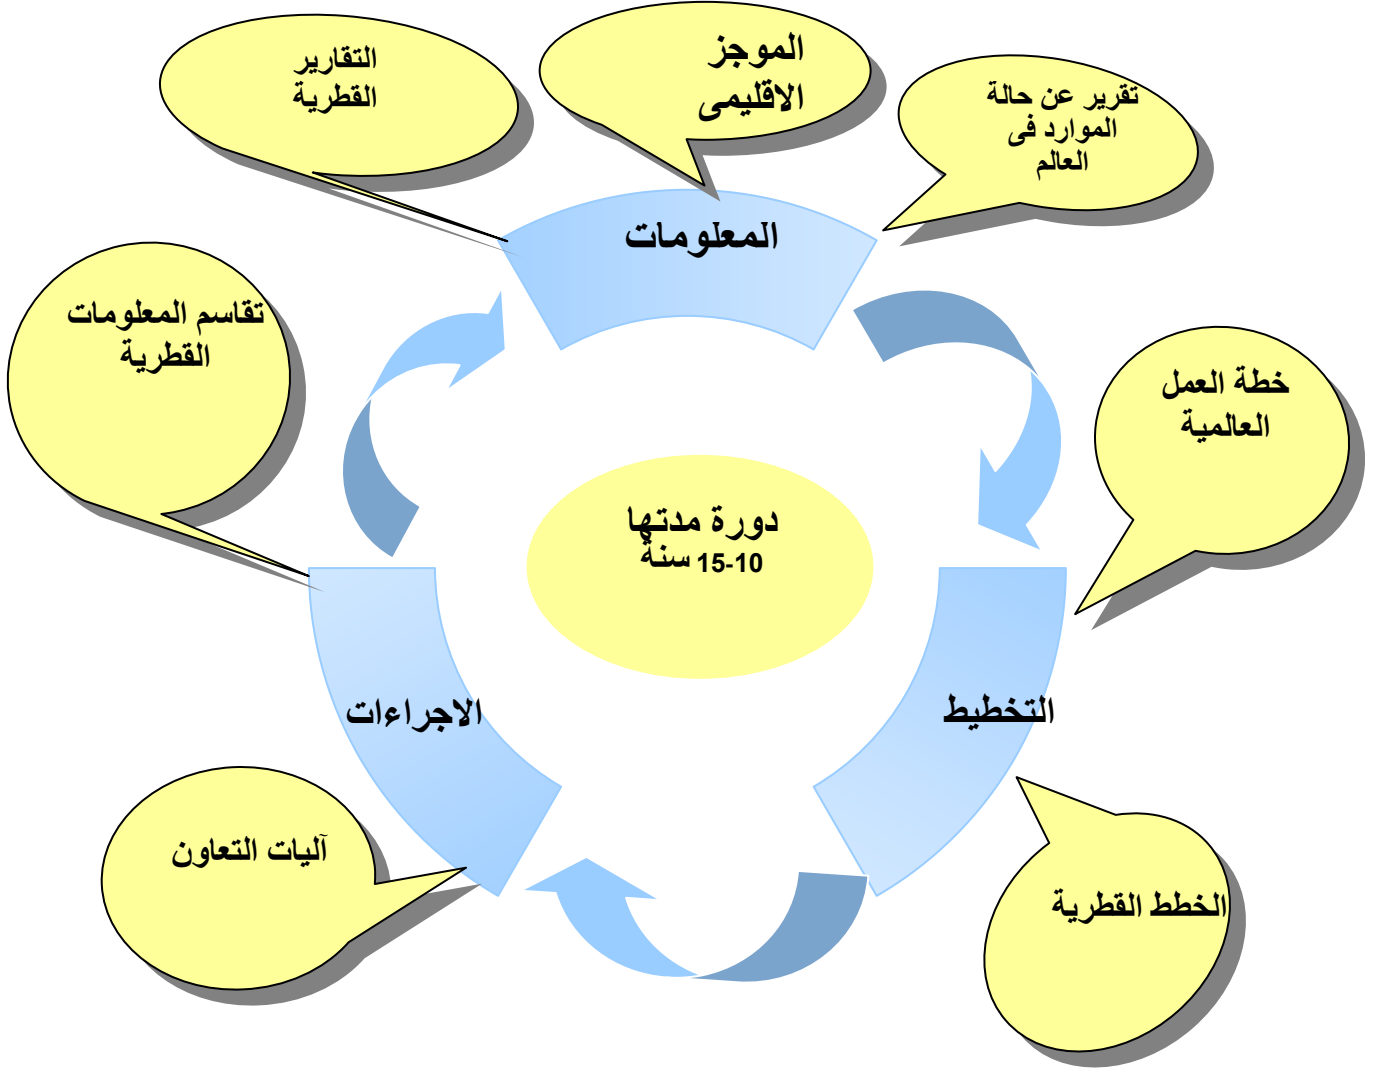 التقارير
القطرية
الموجز
الاقليمى
تقرير عن حالة
الموارد فى
العالم
المعلومات
تقاسم المعلومات
القطرية
خطة العمل
العالمية
دورة مدتها
10-15 سنة
الاجراءات
التخطيط
آليات التعاون
الخطط القطرية